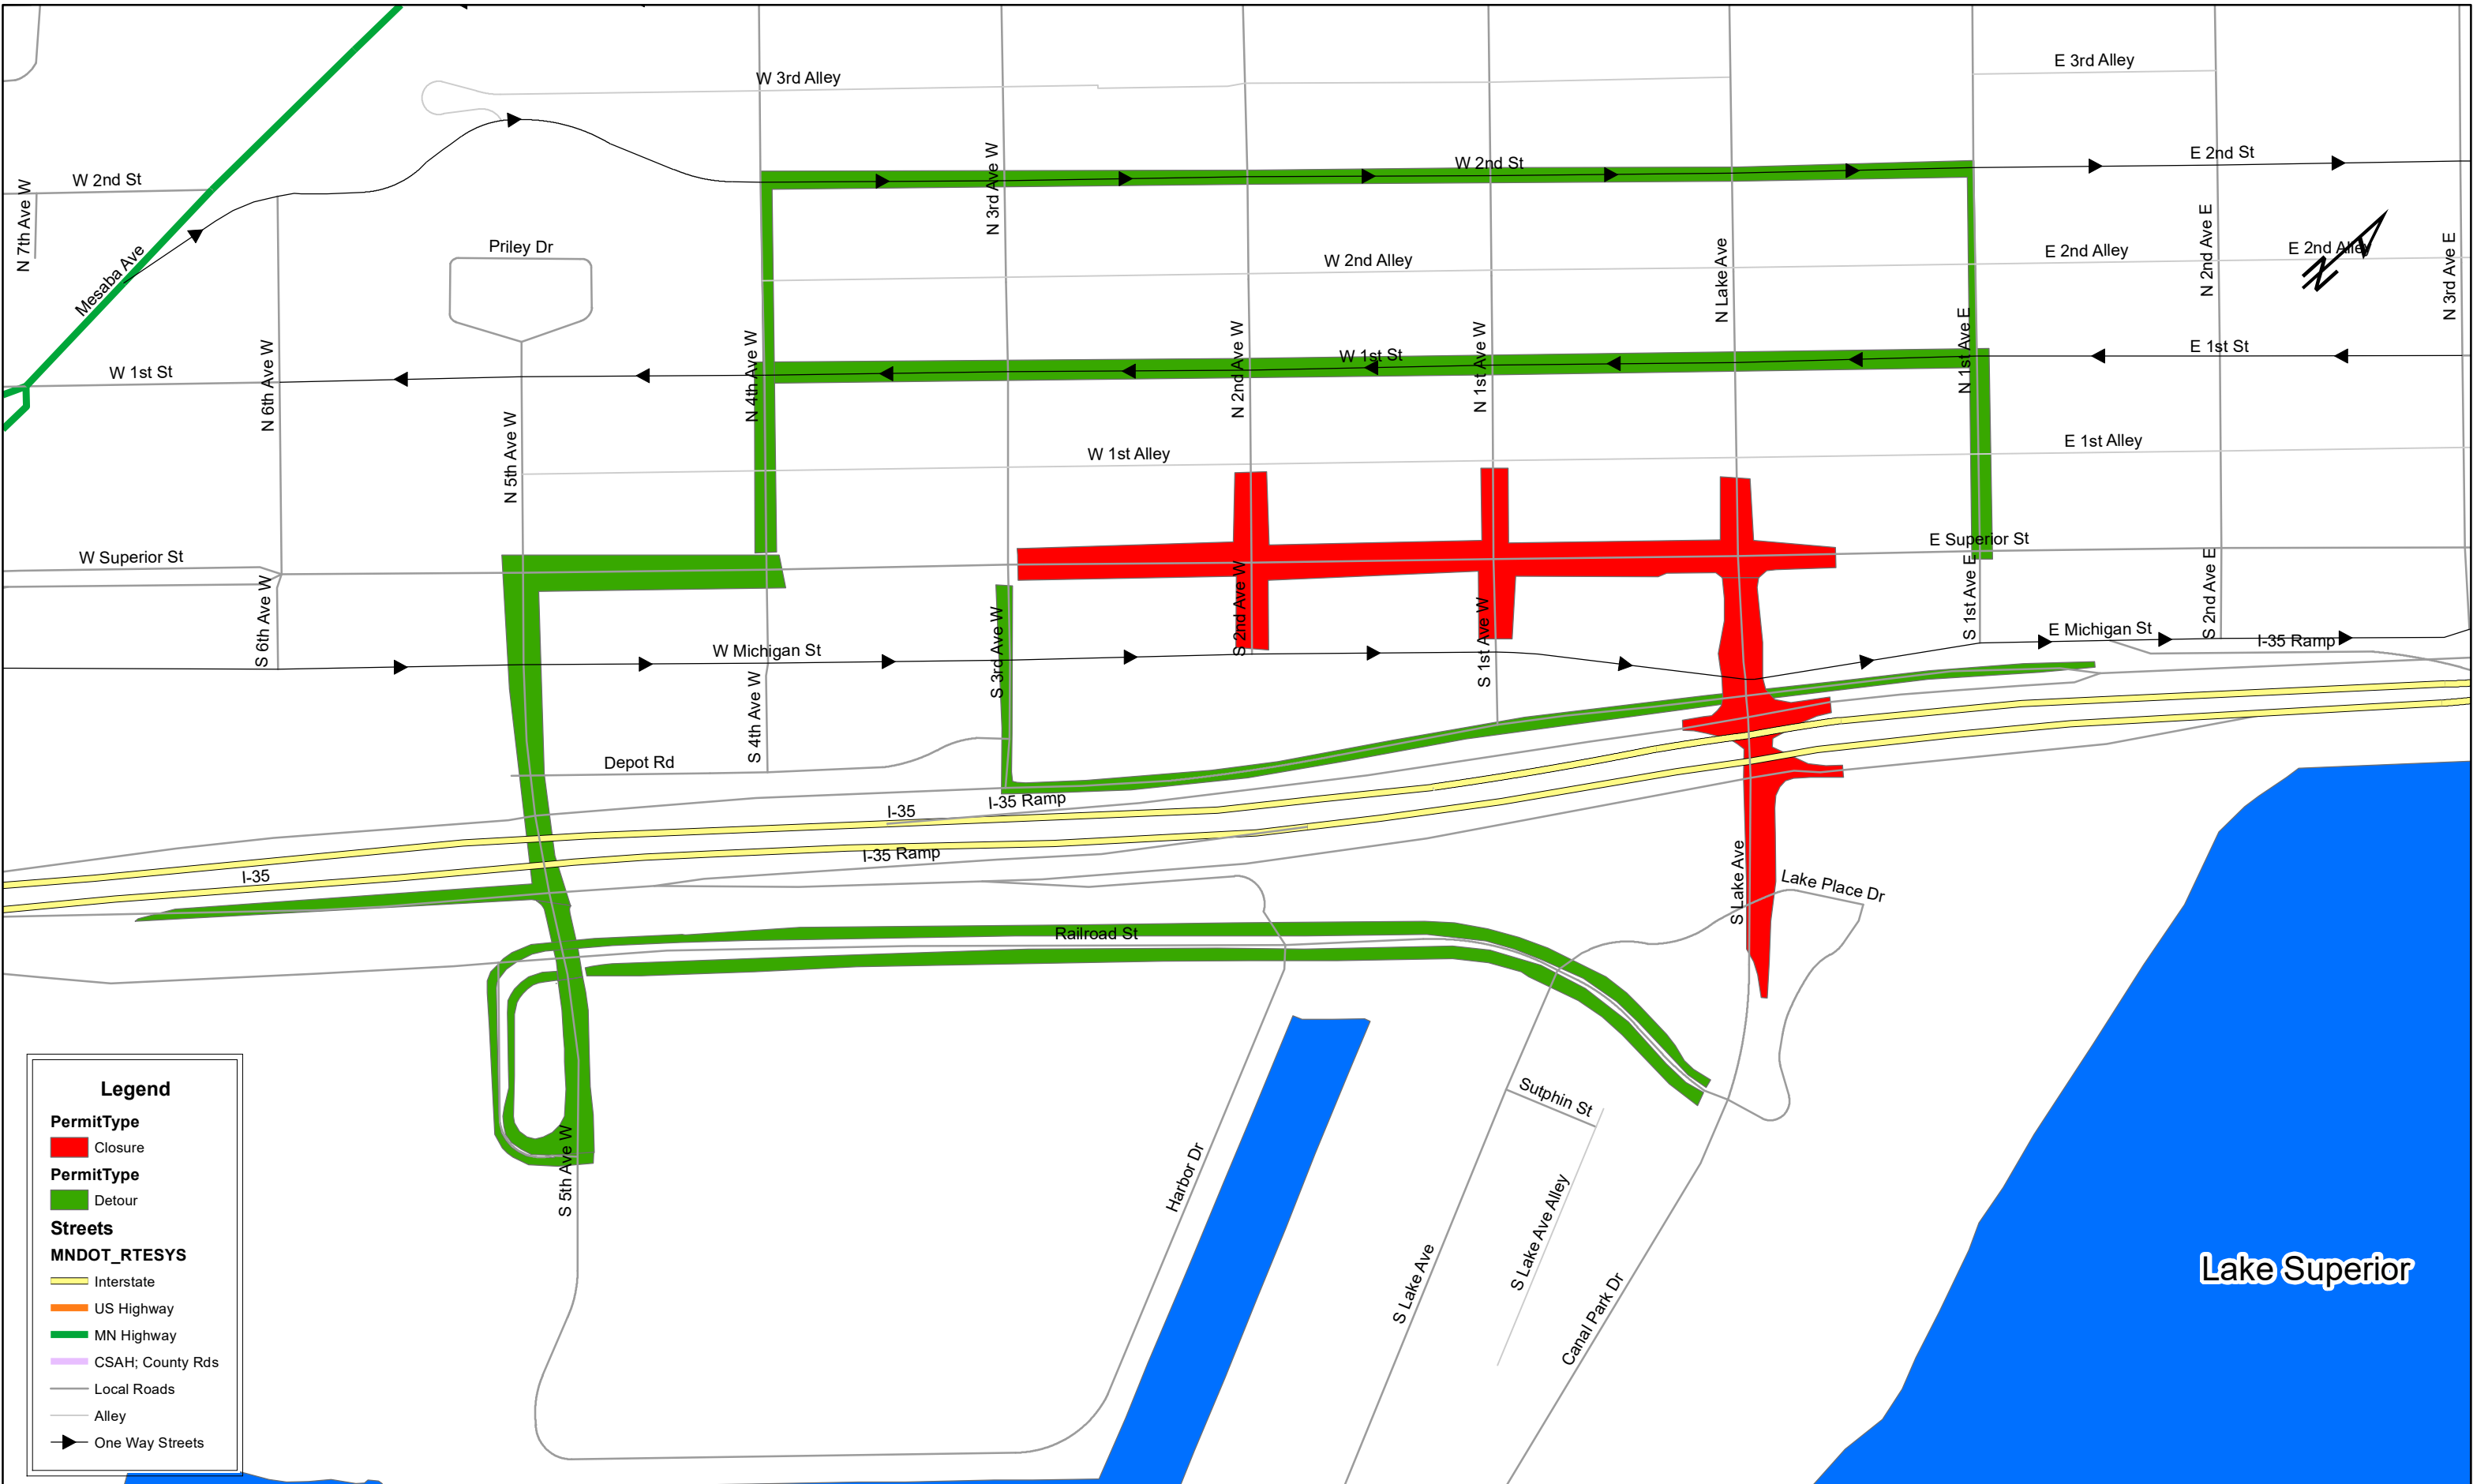 W 3rd Alley
E 3rd Alley
W 2nd St
W 2nd St
E 2nd St
N 7th Ave W
N 3rd Ave W
Mesaba Ave
Priley Dr
N Lake Ave
N 2nd Ave E
N 3rd Ave E
W 2nd Alley
E 2nd Alley
E 2nd Alley
N
W 1st St
W 1st St
E 1st St
N 6th Ave W
N 5th Ave W
N 4th Ave W
N 2nd Ave W
N 1st Ave W
N 1st Ave E
W 1st Alley
E 1st Alley
W Superior St
E Superior St
S 6th Ave W
S 4th Ave W
S 3rd Ave W
S 2nd Ave W
S 1st Ave W
S 1st Ave E
S 2nd Ave E
W Michigan St
E Michigan St
I-35 Ramp
Depot Rd
I-35
I-35 Ramp
I-35 Ramp
I-35
S Lake Ave
Lake Place Dr
Railroad St
S 5th Ave W
Harbor Dr
Sutphin St
S Lake Ave
S Lake Ave Alley
Canal Park Dr
Lake Superior
Legend
PermitType
Closure
PermitType
Detour
Streets
MNDOT_RTESYS
Interstate
US Highway
MN Highway
CSAH; County Rds
Local Roads
Alley
One Way Streets